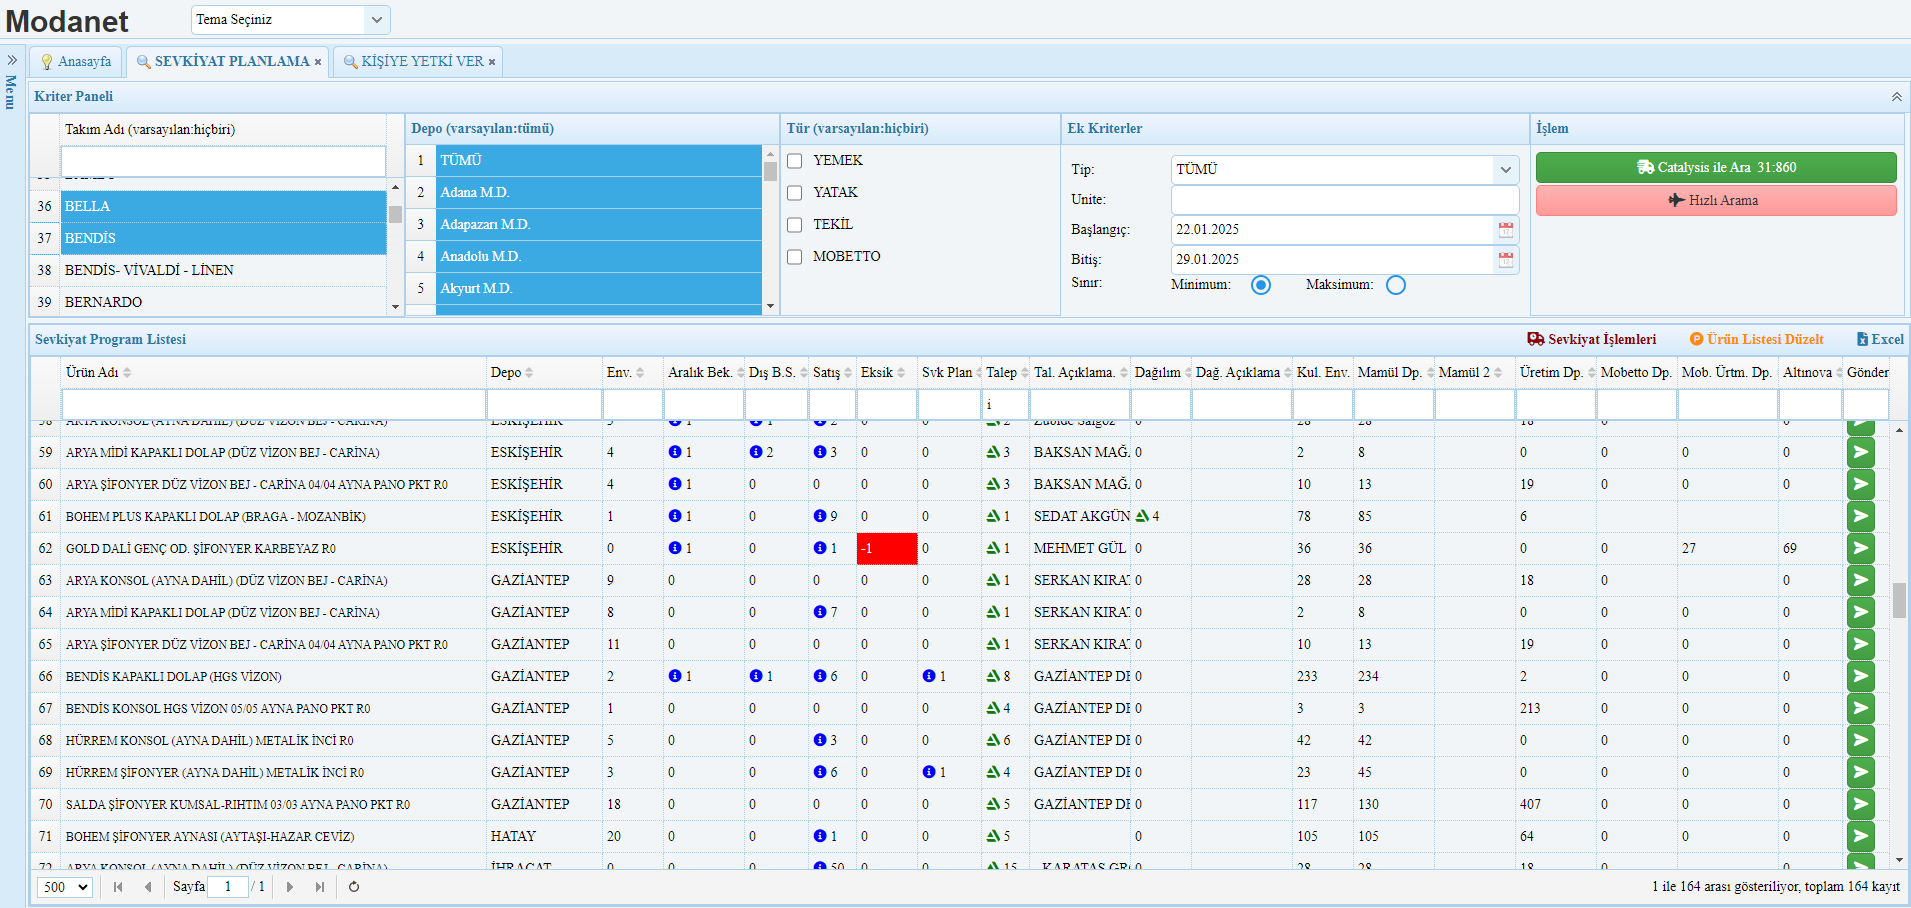 Modanet
Tema Seçiniz
Menu
Anasayfa
SEVKİYAT PLANLAMA
KİŞİYE YETKİ VER
Kriter Paneli
Takım Adı (varsayılan:hiçbiri)
36 BELLA
37 BENDİS
38 BENDİS- VİVALDİ - LİNEN
39 BERNARDO
Depo (varsayılan:tümü)
1 TÜMÜ
2 Adana M.D.
3 Adapazarı M.D.
4 Anadolu M.D.
5 Akyurt M.D.
Tür (varsayılan:hiçbiri)
YEMEK
YATAK
TEKİL
MOBETTO
Ek Kriterler
Tip: TÜMÜ
Unite:
Başlangıç: 22.01.2025
Bitiş: 29.01.2025
Sınır: Minimum: Maksimum:
İşlem
Catalysis ile Ara 31:860
Hızlı Arama
Sevkiyat Program Listesi
Sevkiyat İşlemleri
Ürün Listesi Düzelt
Excel
Ürün Adı Depo Env. Aralık Bek. Dış B.S. Satış Eksik Svk Plan Talep Tal. Açıklama. Dağılım Dağ. Açıklama Kul. Env. Mamül Dp. Mamül 2 Üretim Dp. Mobetto Dp. Mob. Ürtm. Dp. Altınova Gönder
i
58 ARYA KONSOL (AYNA DAHİL) (DÜZ VİZON BEJ - CARİNA) ESKİŞEHİR 5 1 1 2 0 0 2 Zübide Salgöz 0 28 28 18 0 0
59 ARYA MİDİ KAPAKLI DOLAP (DÜZ VİZON BEJ - CARİNA) ESKİŞEHİR 4 1 2 3 0 0 3 BAKSAN MAĞ. 0 2 8 0 0 0 0
60 ARYA ŞİFONYER DÜZ VİZON BEJ - CARİNA 04/04 AYNA PANO PKT R0 ESKİŞEHİR 4 1 0 0 0 0 3 BAKSAN MAĞ. 0 10 13 19 0 0 0
61 BOHEM PLUS KAPAKLI DOLAP (BRAGA - MOZANBİK) ESKİŞEHİR 1 1 0 9 0 0 1 SEDAT AKGÜN 4 78 85 6
62 GOLD DALİ GENÇ OD. ŞİFONYER KARBEYAZ R0 ESKİŞEHİR 0 1 0 1 -1 0 1 MEHMET GÜL 0 36 36 0 0 27 69
63 ARYA KONSOL (AYNA DAHİL) (DÜZ VİZON BEJ - CARİNA) GAZİANTEP 9 0 0 0 0 0 1 SERKAN KIRAT 0 28 28 18 0 0
64 ARYA MİDİ KAPAKLI DOLAP (DÜZ VİZON BEJ - CARİNA) GAZİANTEP 8 0 0 7 0 0 1 SERKAN KIRAT 0 2 8 0 0 0 0
65 ARYA ŞİFONYER DÜZ VİZON BEJ - CARİNA 04/04 AYNA PANO PKT R0 GAZİANTEP 11 0 0 0 0 0 1 SERKAN KIRAT 0 10 13 19 0 0 0
66 BENDİS KAPAKLI DOLAP (HGS VİZON) GAZİANTEP 2 1 1 6 0 1 8 GAZİANTEP DE 0 233 234 2 0 0 0
67 BENDİS KONSOL HGS VİZON 05/05 AYNA PANO PKT R0 GAZİANTEP 1 0 0 0 0 0 4 GAZİANTEP DE 0 3 3 213 0 0 0
68 HÜRREM KONSOL (AYNA DAHİL) METALİK İNCİ R0 GAZİANTEP 5 0 0 3 0 0 6 GAZİANTEP DE 0 42 42 0 0 0 0
69 HÜRREM ŞİFONYER (AYNA DAHİL) METALİK İNCİ R0 GAZİANTEP 3 0 0 6 0 1 4 GAZİANTEP DE 0 23 45 0 0 0 0
70 SALDA ŞİFONYER KUMSAL-RIHTIM 03/03 AYNA PANO PKT R0 GAZİANTEP 18 0 0 0 0 0 5 GAZİANTEP DE 0 117 130 407 0 0 0
71 BOHEM ŞİFONYER AYNASI (AYTAŞI-HAZAR CEVİZ) HATAY 20 0 0 1 0 0 5 0 105 105 64 0 0 0
72 ARYA KONSOL (AYNA DAHİL) (DÜZ VİZON BEJ - CARİNA) İHRACAT 0 0 0 50 0 0 15 0 28 28 18 0 0
500 Sayfa 1 / 1
1 ile 164 arası gösteriliyor, toplam 164 kayıt